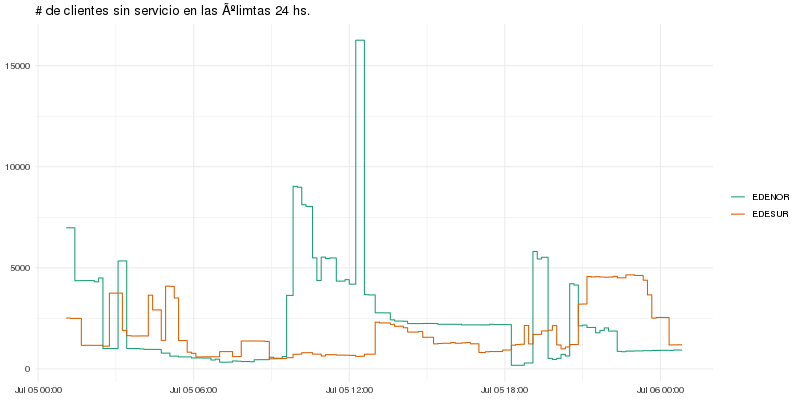 # de clientes sin servicio en las Ãºlimtas 24 hs.
15000
10000
5000
0
Jul 05 00:00
Jul 05 06:00
Jul 05 12:00
Jul 05 18:00
Jul 06 00:00
EDENOR
EDESUR